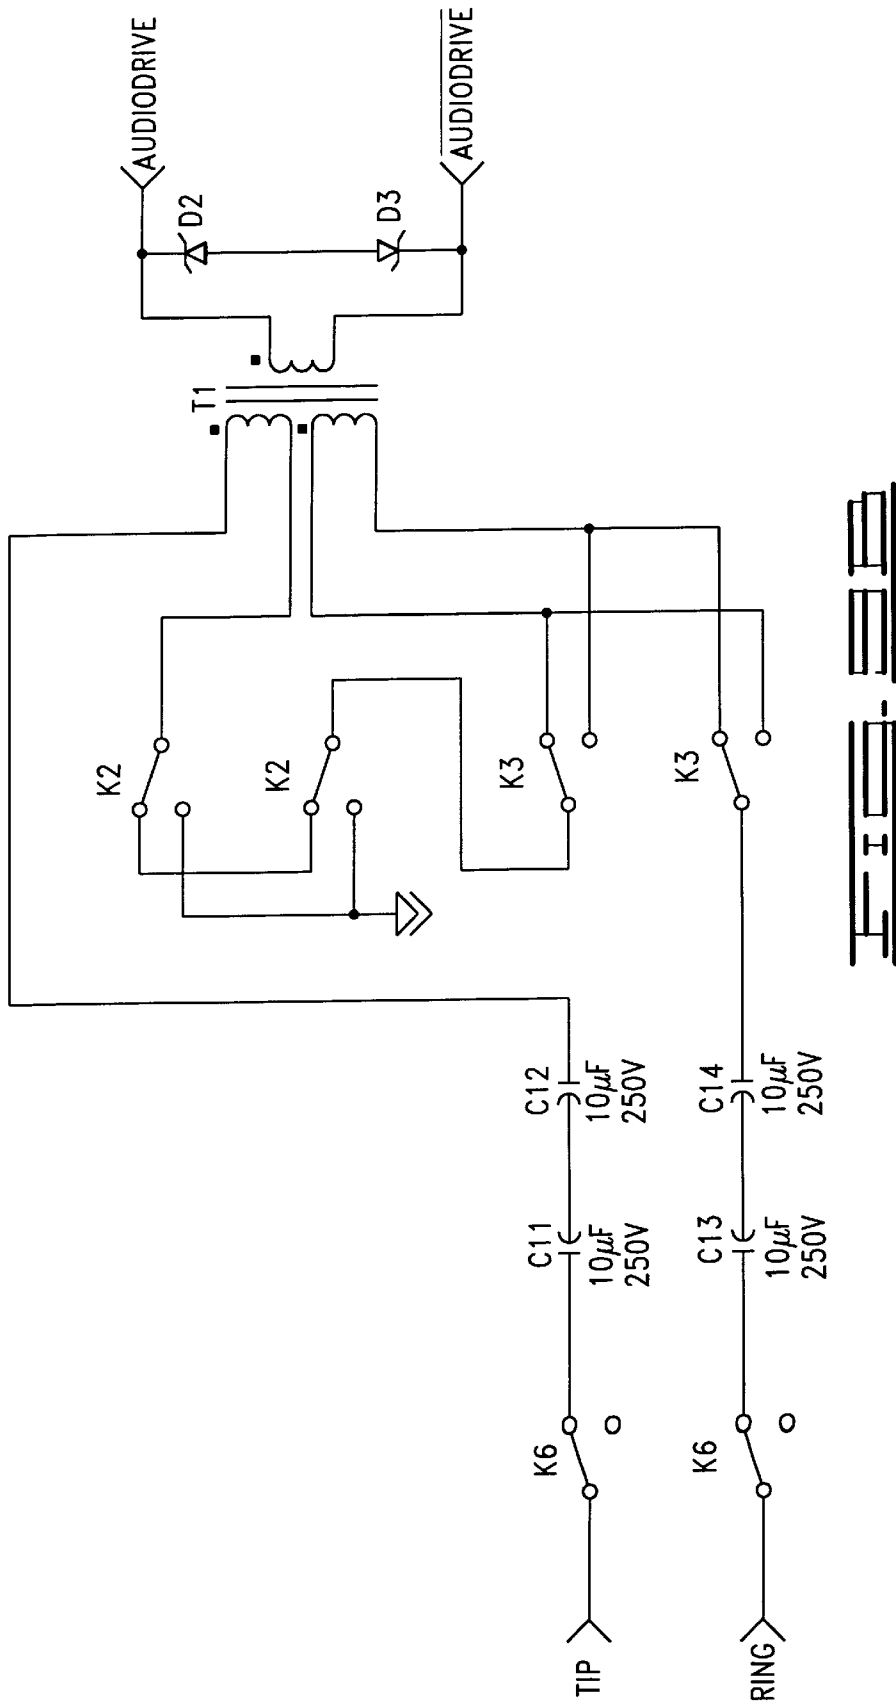 AUDIODRIVE
AUDIODRIVE
D2
D3
T1
K2
K2
K3
K3
C12
10µF
250V
C14
10µF
250V
C11
10µF
250V
C13
10µF
250V
K6
K6
TIP
RING